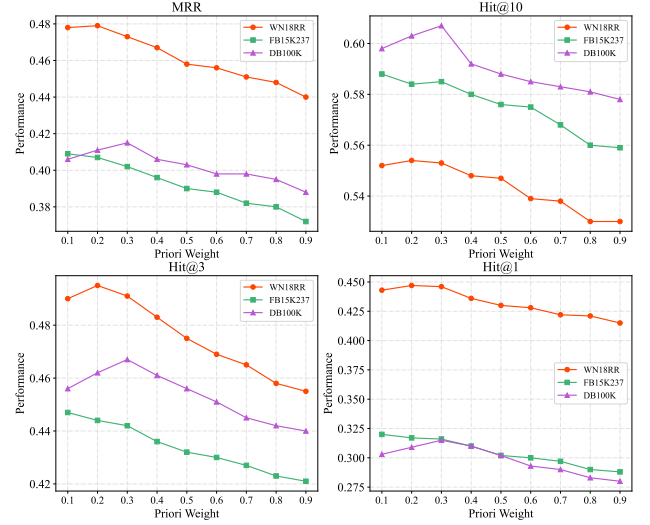 MRR
0.48
0.46
0.44
0.42
0.40
0.38
Performance
WN18RR
FB15K237
DB100K
0.1 0.2 0.3 0.4 0.5 0.6 0.7 0.8 0.9
Priori Weight
Hit@10
0.60
0.58
0.56
0.54
Performance
WN18RR
FB15K237
DB100K
0.1 0.2 0.3 0.4 0.5 0.6 0.7 0.8 0.9
Priori Weight
Hit@3
0.48
0.46
0.44
0.42
Performance
WN18RR
FB15K237
DB100K
0.1 0.2 0.3 0.4 0.5 0.6 0.7 0.8 0.9
Priori Weight
Hit@1
0.450
0.425
0.400
0.375
0.350
0.325
0.300
0.275
Performance
WN18RR
FB15K237
DB100K
0.1 0.2 0.3 0.4 0.5 0.6 0.7 0.8 0.9
Priori Weight